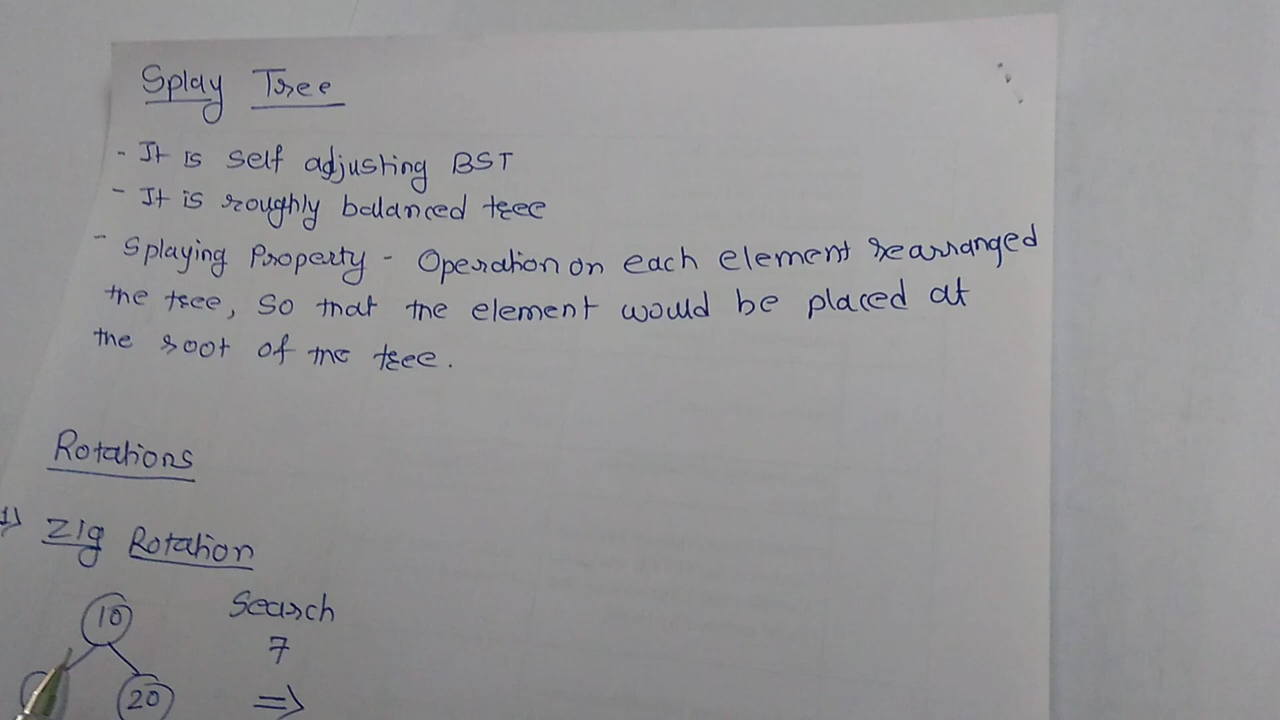 Splay Tree
- It is self adjusting BST
- It is roughly balanced tree
- Splaying Property - Operation on each element rearranged
the tree, so that the element would be placed at
the root of the tree.
Rotations
1) Zig Rotation
10 Search
7
20 ⇒